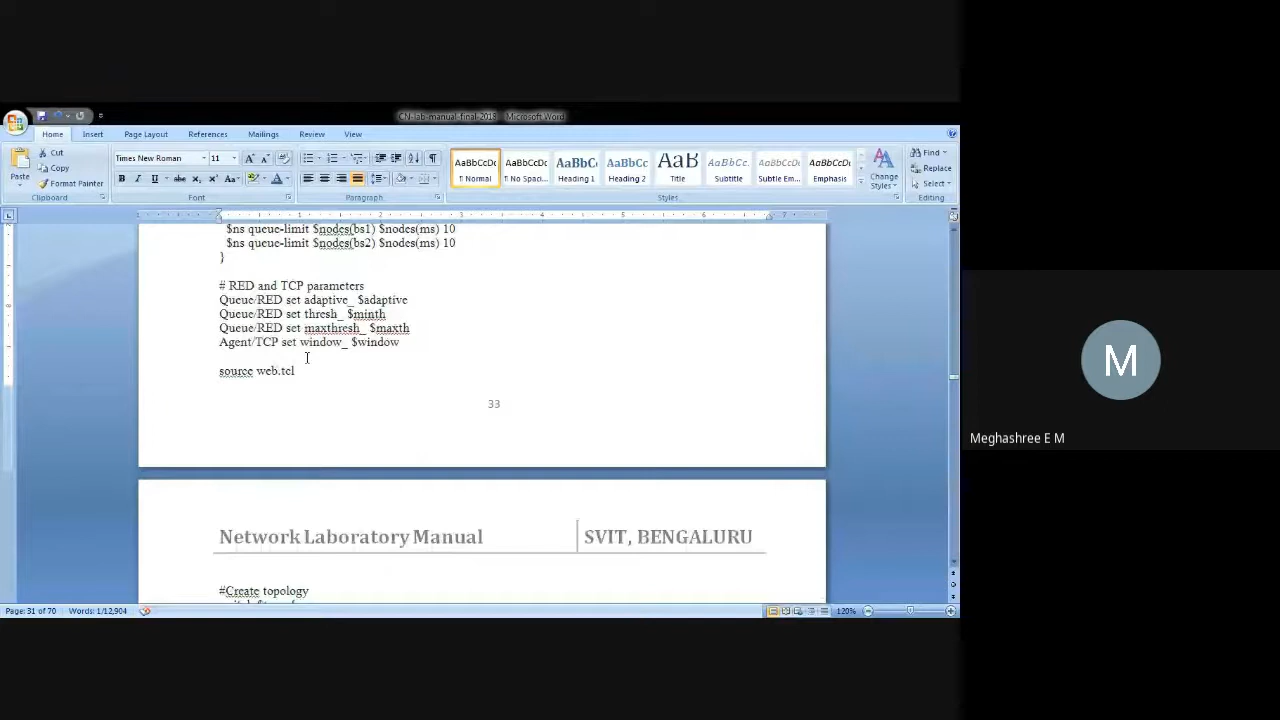 CN-lab-manual-final-2018 - Microsoft Word
Home Insert Page Layout References Mailings Review View
Paste Cut Copy Format Painter
Times New Roman 11
AaBbCcDc AaBbCcDc AaBbCc AaBbCc AaB AaBbCc. AaBbCcDc AaBbCcDc
¶ Normal ¶ No Spaci... Heading 1 Heading 2 Title Subtitle Subtle Em... Emphasis
Change Styles
Find Replace Select
Clipboard Font Paragraph Styles Editing
$ns queue-limit $nodes(bs1) $nodes(ms) 10
$ns queue-limit $nodes(bs2) $nodes(ms) 10
}
# RED and TCP parameters
Queue/RED set adaptive_ $adaptive
Queue/RED set thresh_ $minth
Queue/RED set maxthresh_ $maxth
Agent/TCP set window_ $window
source web.tcl
33
Network Laboratory Manual SVIT, BENGALURU
#Create topology
Page: 31 of 70 Words: 1/12,904 120%
M
Meghashree E M